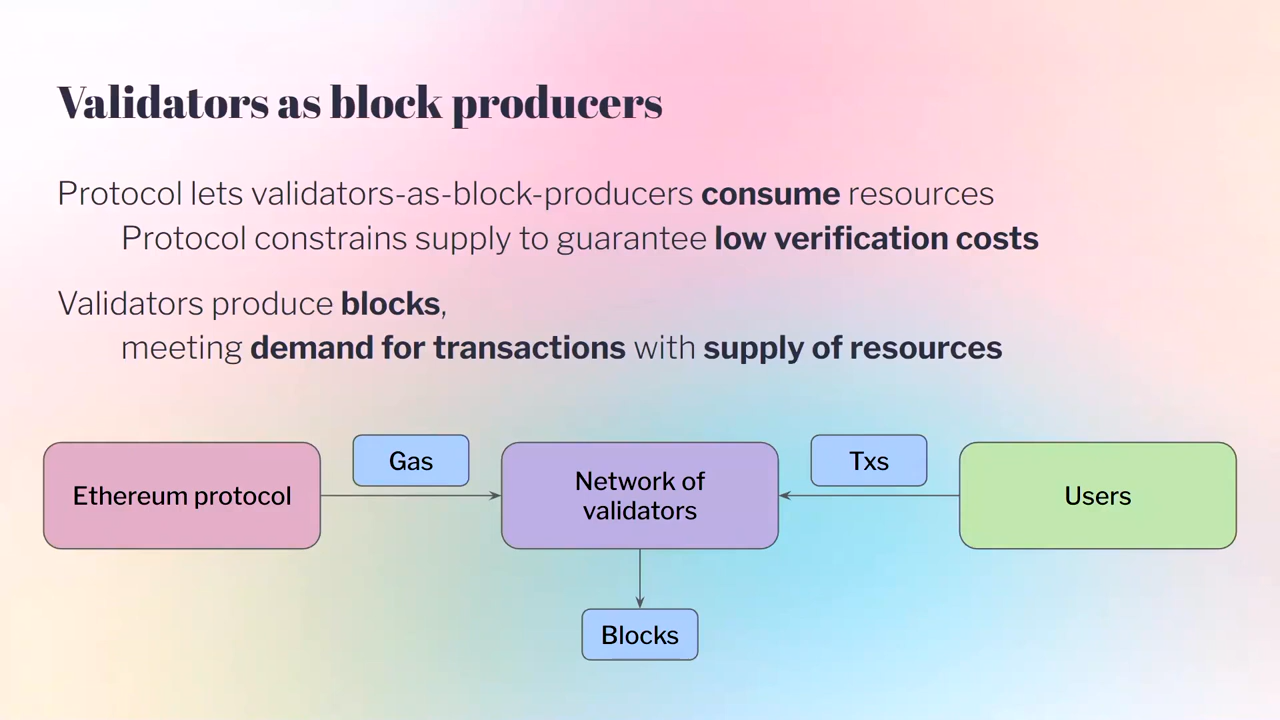 Validators as block producers
Protocol lets validators-as-block-producers consume resources
Protocol constrains supply to guarantee low verification costs
Validators produce blocks,
meeting demand for transactions with supply of resources
Ethereum protocol
Gas
Network of
validators
Txs
Users
Blocks